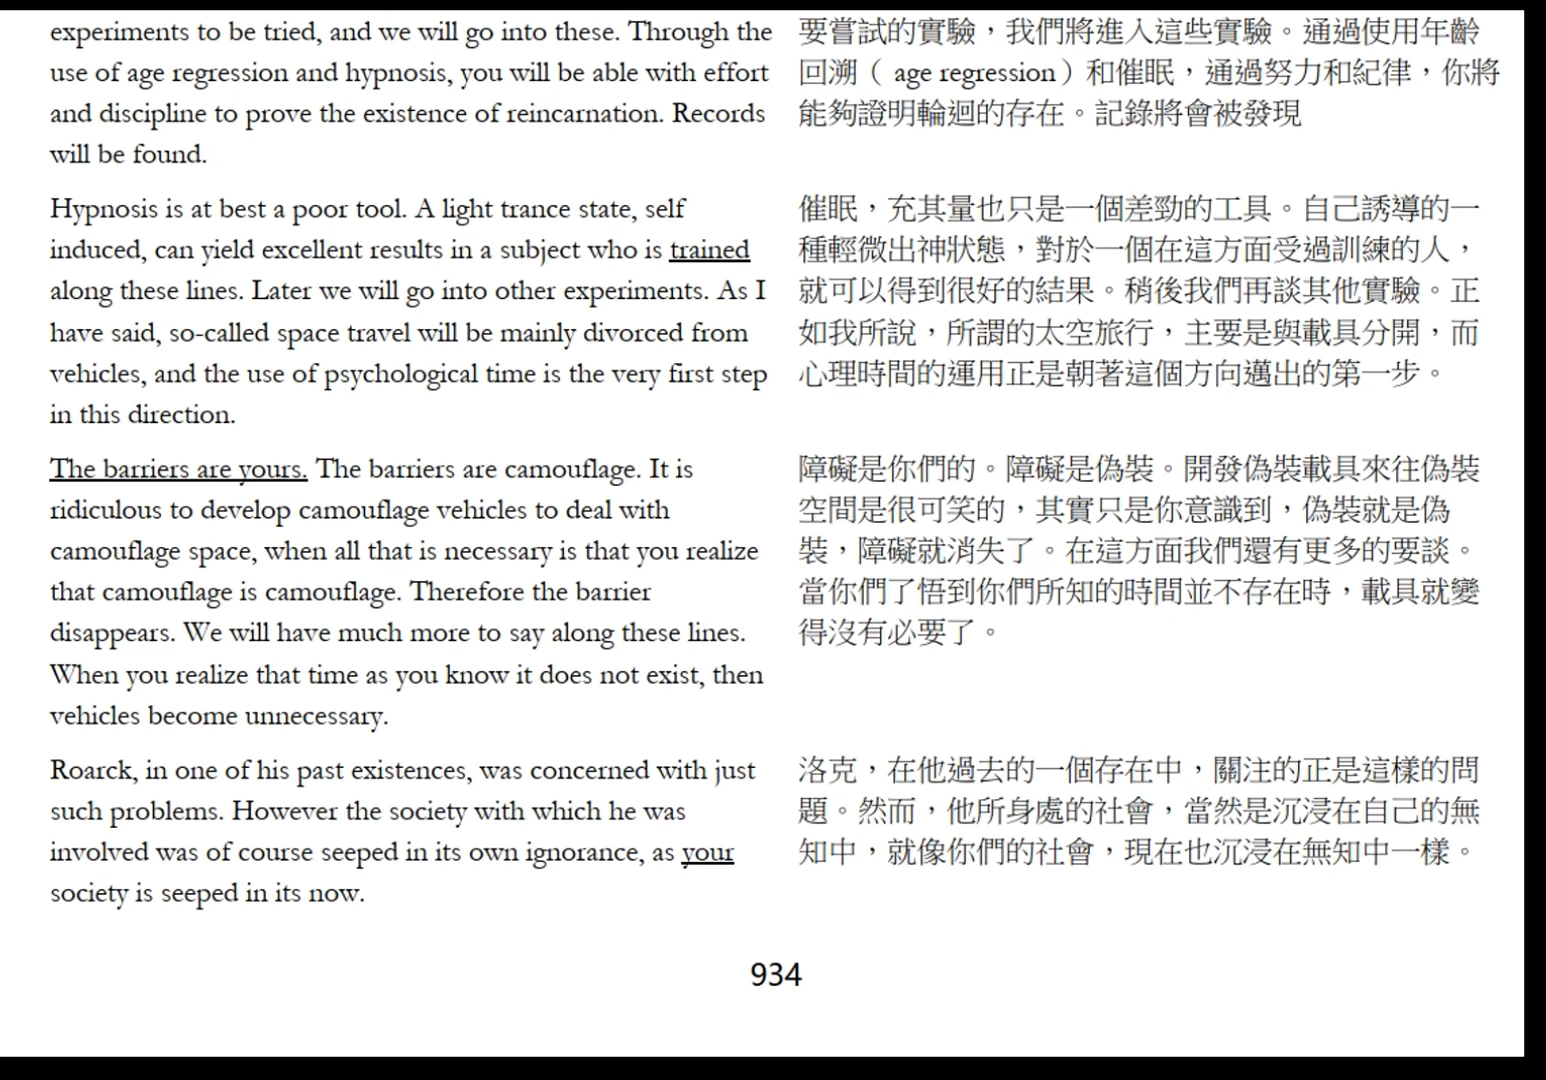 experiments to be tried, and we will go into these. Through the
use of age regression and hypnosis, you will be able with effort
and discipline to prove the existence of reincarnation. Records
will be found.
要嘗試的實驗，我們將進入這些實驗。通過使用年齡
回溯（ age regression）和催眠，通過努力和紀律，你將
能夠證明輪迴的存在。記錄將會被發現
Hypnosis is at best a poor tool. A light trance state, self
induced, can yield excellent results in a subject who is trained
along these lines. Later we will go into other experiments. As I
have said, so-called space travel will be mainly divorced from
vehicles, and the use of psychological time is the very first step
in this direction.
催眠，充其量也只是一個差勁的工具。自己誘導的一
種輕微出神狀態，對於一個在這方面受過訓練的人，
就可以得到很好的結果。稍後我們再談其他實驗。正
如我所說，所謂的太空旅行，主要是與載具分開，而
心理時間的運用正是朝著這個方向邁出的第一步。
The barriers are yours. The barriers are camouflage. It is
ridiculous to develop camouflage vehicles to deal with
camouflage space, when all that is necessary is that you realize
that camouflage is camouflage. Therefore the barrier
disappears. We will have much more to say along these lines.
When you realize that time as you know it does not exist, then
vehicles become unnecessary.
障礙是你們的。障礙是偽裝。開發偽裝載具來往偽裝
空間是很可笑的，其實只是你意識到，偽裝就是偽
裝，障礙就消失了。在這方面我們還有更多的要談。
當你們了悟到你們所知的時間並不存在時，載具就變
得沒有必要了。
Roarck, in one of his past existences, was concerned with just
such problems. However the society with which he was
involved was of course seeped in its own ignorance, as your
society is seeped in its now.
洛克，在他過去的一個存在中，關注的正是這樣的問
題。然而，他所身處的社會，當然是沉浸在自己的無
知中，就像你們的社會，現在也沉浸在無知中一樣。
934